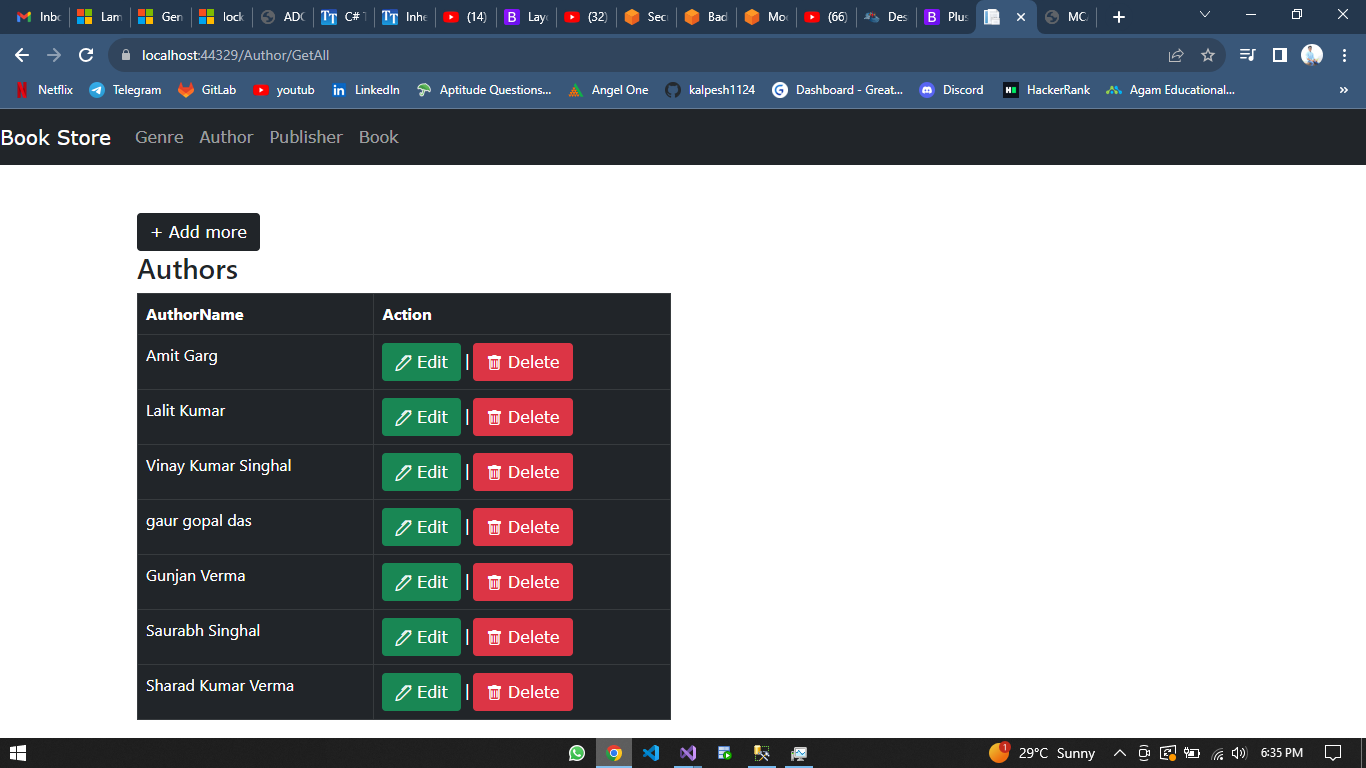 Inbo Lam Gen lock ADO C# T Inhe (14) Layo (32) Secu Bad Moc (66) Des Plus MCA
localhost:44329/Author/GetAll
Netflix Telegram GitLab youtub LinkedIn Aptitude Questions... Angel One kalpesh1124 Dashboard - Great... Discord HackerRank Agam Educational... »
Book Store Genre Author Publisher Book
+ Add more
Authors
AuthorName Action
Amit Garg Edit | Delete
Lalit Kumar Edit | Delete
Vinay Kumar Singhal Edit | Delete
gaur gopal das Edit | Delete
Gunjan Verma Edit | Delete
Saurabh Singhal Edit | Delete
Sharad Kumar Verma Edit | Delete
1 29°C Sunny 6:35 PM